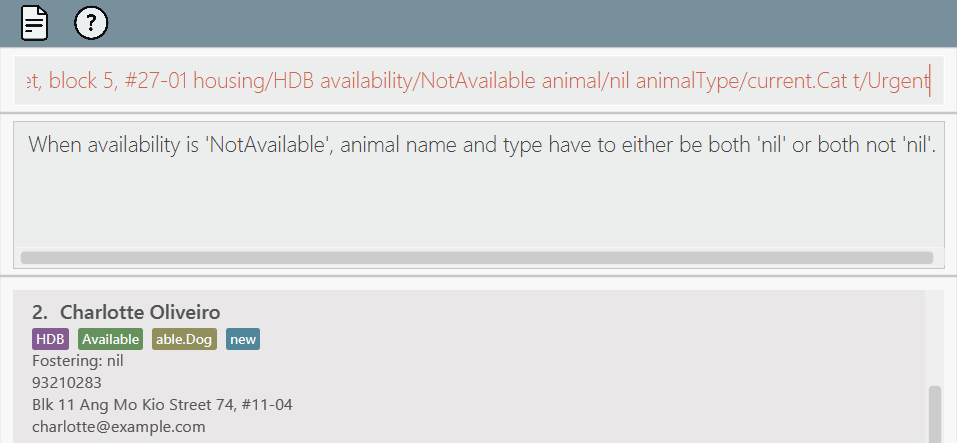 ?
et, block 5, #27-01 housing/HDB availability/NotAvailable animal/nil animalType/current.Cat t/Urgent
When availability is 'NotAvailable', animal name and type have to either be both 'nil' or both not 'nil'.
2. Charlotte Oliveiro
HDB Available able.Dog new
Fostering: nil
93210283
Blk 11 Ang Mo Kio Street 74, #11-04
charlotte@example.com